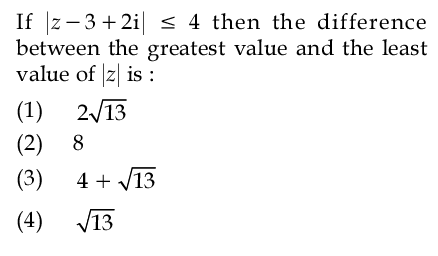 If |z − 3 + 2i| ≤ 4 then the difference
between the greatest value and the least
value of |z| is :
(1) 2√13
(2) 8
(3) 4 + √13
(4) √13